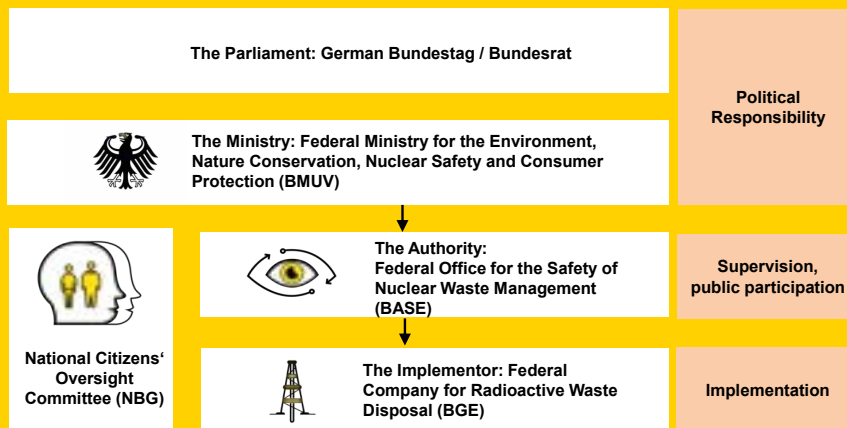 The Parliament: German Bundestag / Bundesrat
Political
Responsibility
The Ministry: Federal Ministry for the Environment,
Nature Conservation, Nuclear Safety and Consumer
Protection (BMUV)
The Authority:
Federal Office for the Safety of
Nuclear Waste Management
(BASE)
Supervision,
public participation
National Citizens‘
Oversight
Committee (NBG)
The Implementor: Federal
Company for Radioactive Waste
Disposal (BGE)
Implementation